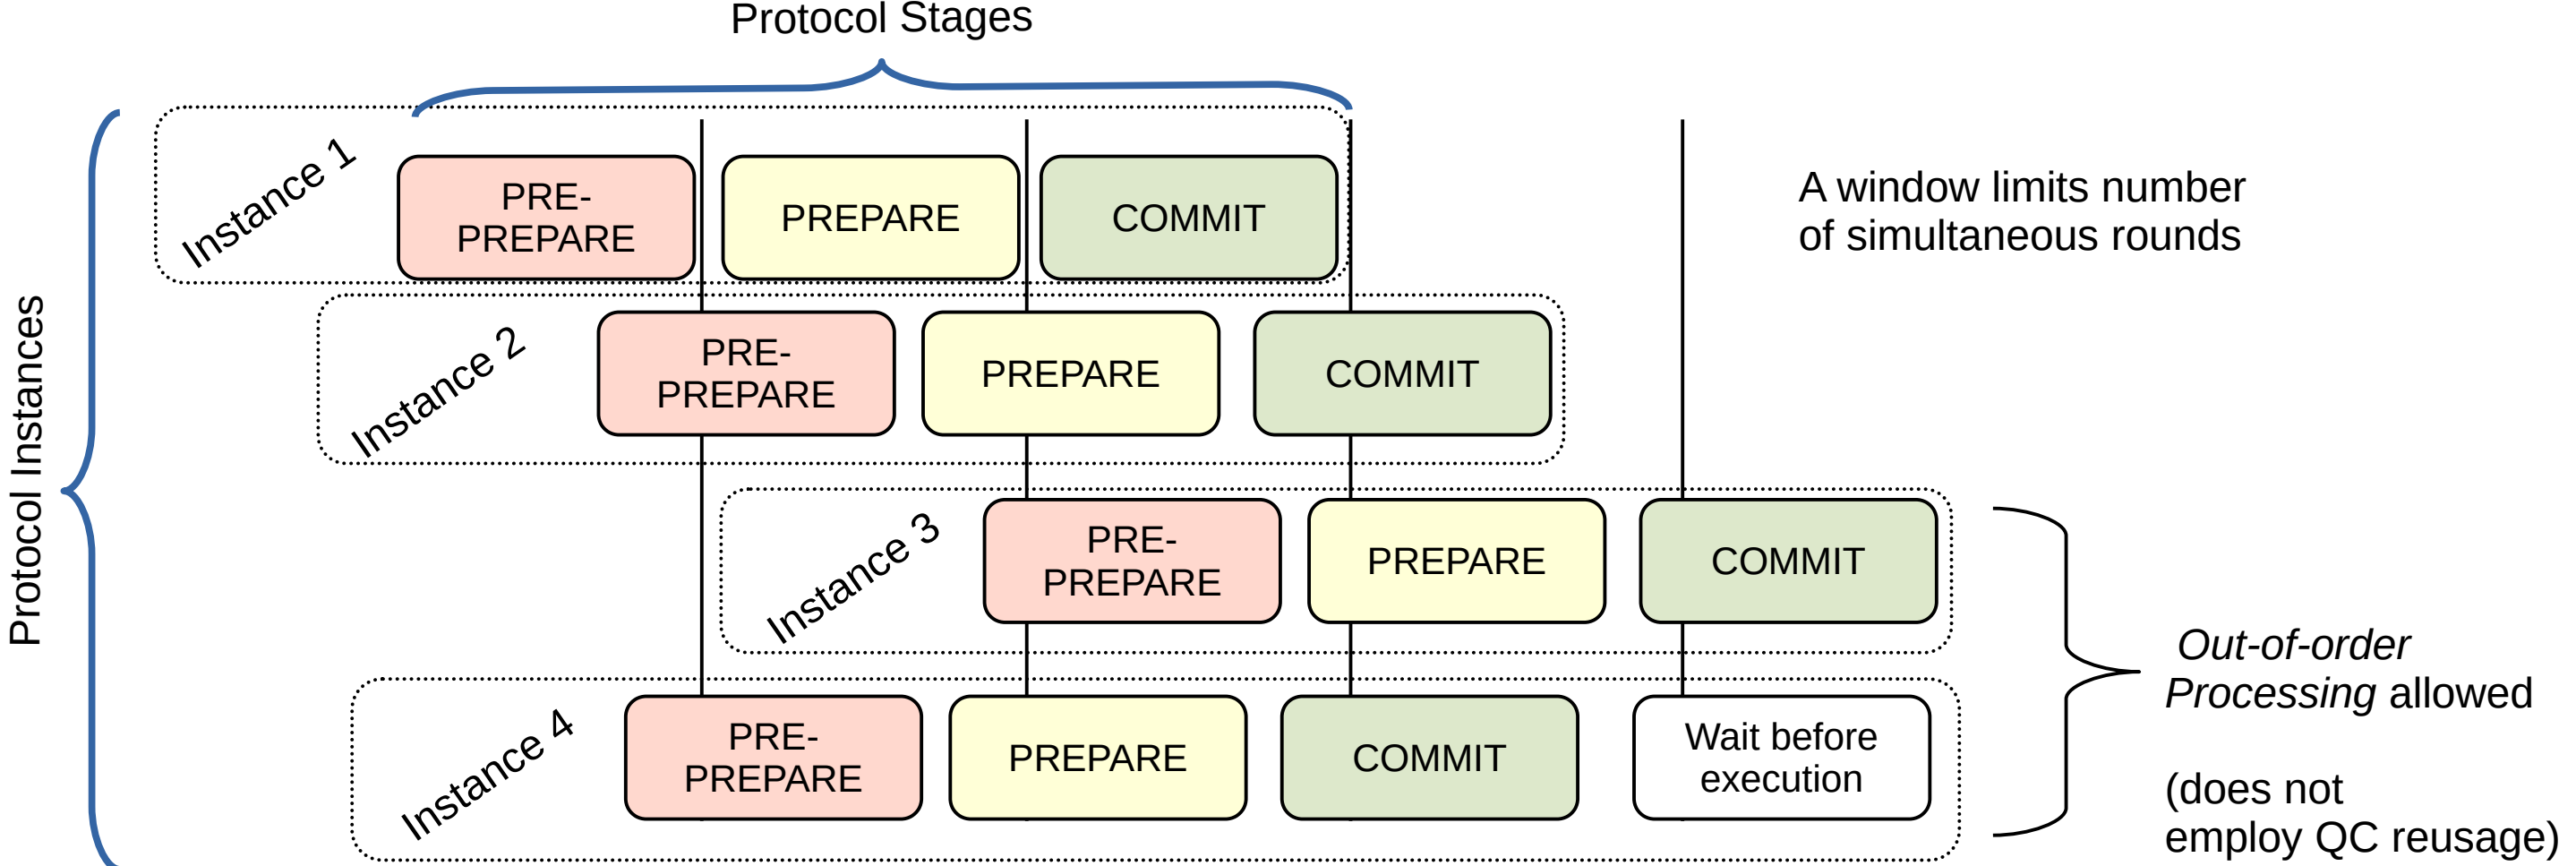 Protocol Stages
Protocol Instances
Instance 1
PRE-
PREPARE
PREPARE
COMMIT
A window limits number
of simultaneous rounds
Instance 2
PRE-
PREPARE
PREPARE
COMMIT
Instance 3
PRE-
PREPARE
PREPARE
COMMIT
Instance 4
PRE-
PREPARE
PREPARE
COMMIT
Wait before
execution
Out-of-order
Processing allowed
(does not
employ QC reusage)